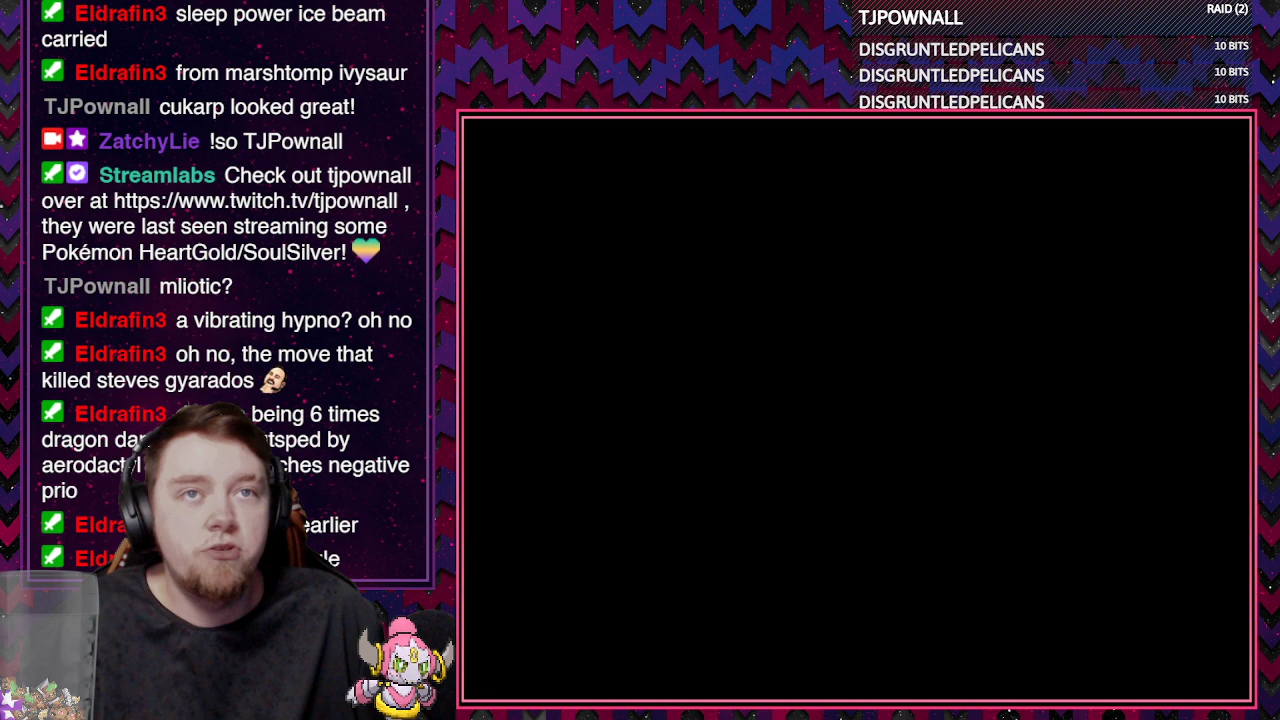 Eldrafin3 sleep power ice beam
carried
Eldrafin3 from marshtomp ivysaur
TJPownall cukarp looked great!
ZatchyLie !so TJPownall
Streamlabs Check out tjpownall
over at https://www.twitch.tv/tjpownall ,
they were last seen streaming some
Pokémon HeartGold/SoulSilver!
TJPownall mliotic?
Eldrafin3 a vibrating hypno? oh no
Eldrafin3 oh no, the move that
killed steves gyarados
Eldrafin3 being 6 times
dragon
by
negative
prio
earlier
TJPOWNALL RAID (2)
DISGRUNTLEDPELICANS 10 BITS
DISGRUNTLEDPELICANS 10 BITS
DISGRUNTLEDPELICANS 10 BITS